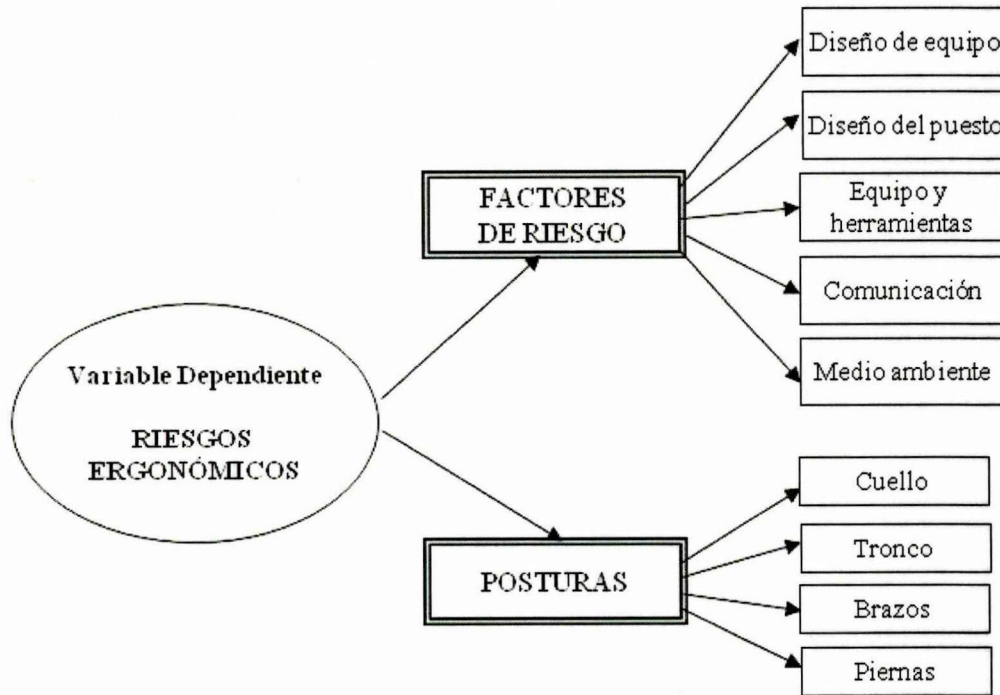 Diseño de equipo
Diseño del puesto
FACTORES
DE RIESGO
Equipo y
herramientas
Comunicación
Medio ambiente
Variable Dependiente
RIESGOS
ERGONÓMICOS
Cuello
Tronco
POSTURAS
Brazos
Piernas